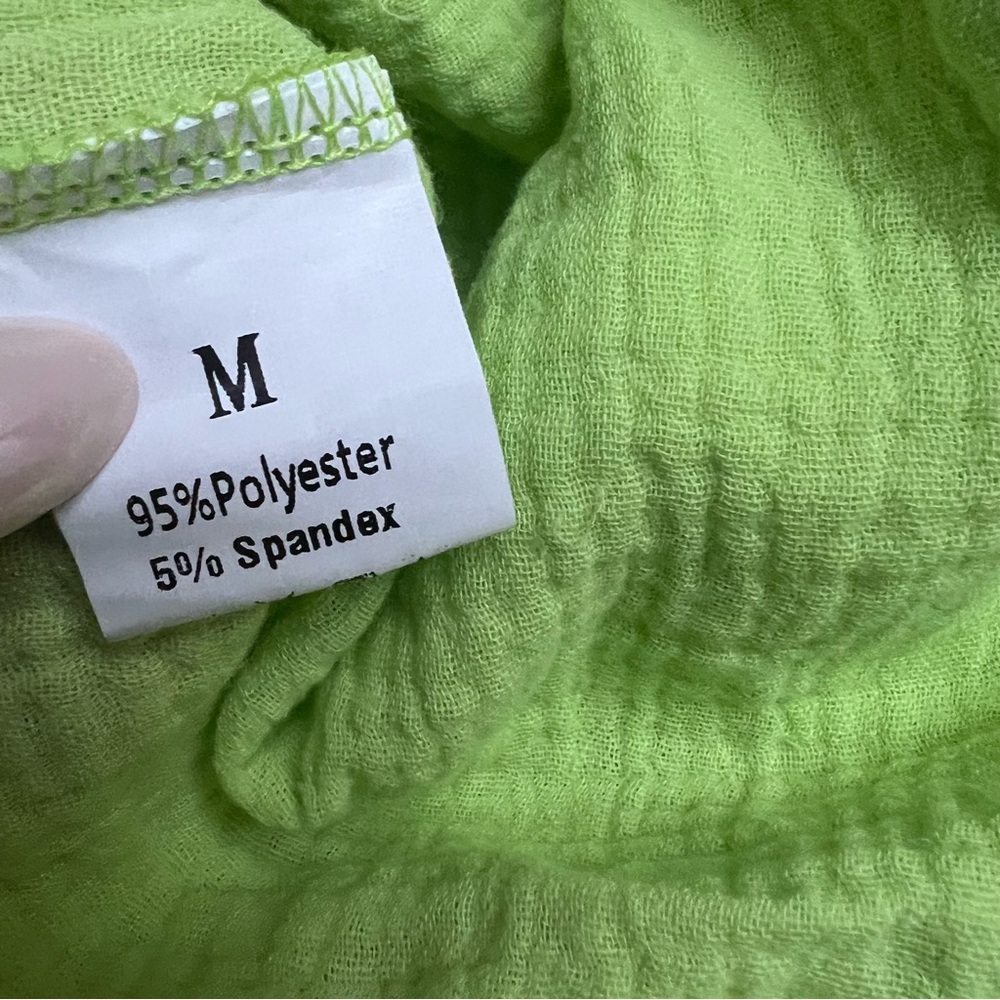 M
95%Polyester
5% Spandex